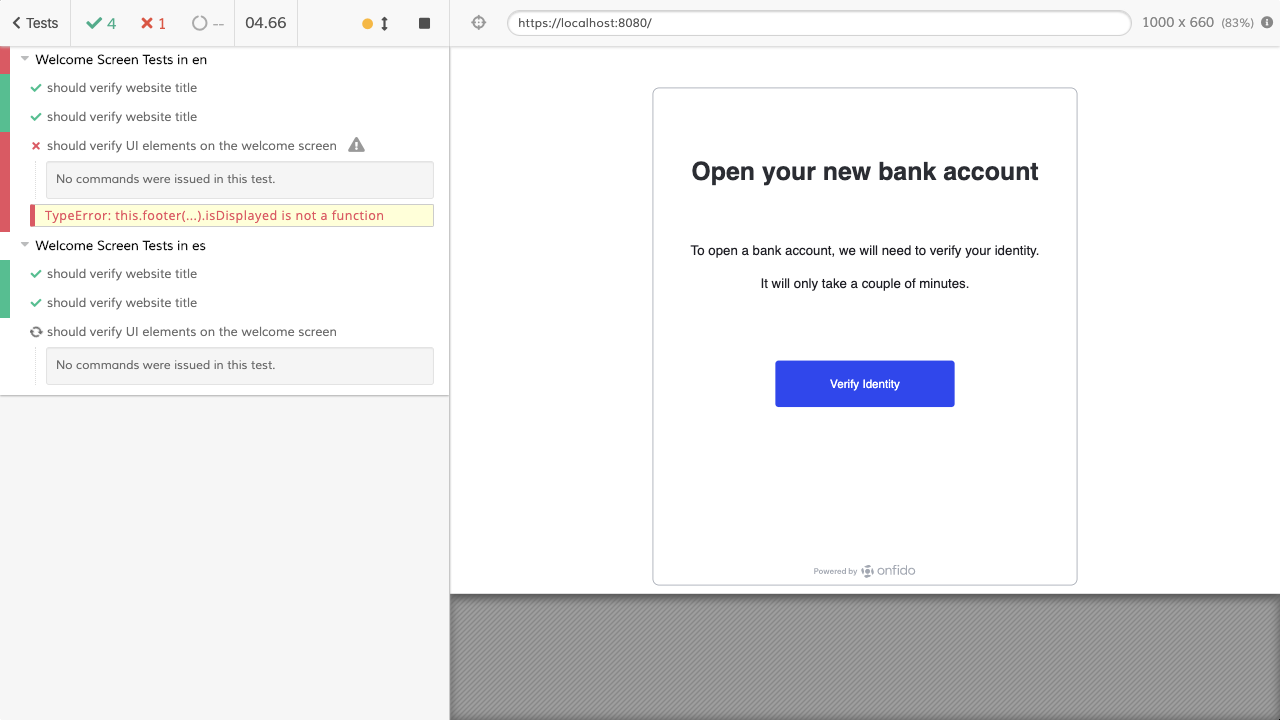 Tests 4 1 -- 04.66
Welcome Screen Tests in en
should verify website title
should verify website title
should verify UI elements on the welcome screen
No commands were issued in this test.
TypeError: this.footer(...).isDisplayed is not a function
Welcome Screen Tests in es
should verify website title
should verify website title
should verify UI elements on the welcome screen
No commands were issued in this test.
https://localhost:8080/ 1000 x 660 (83%)
Open your new bank account
To open a bank account, we will need to verify your identity.
It will only take a couple of minutes.
Verify Identity
Powered by onfido